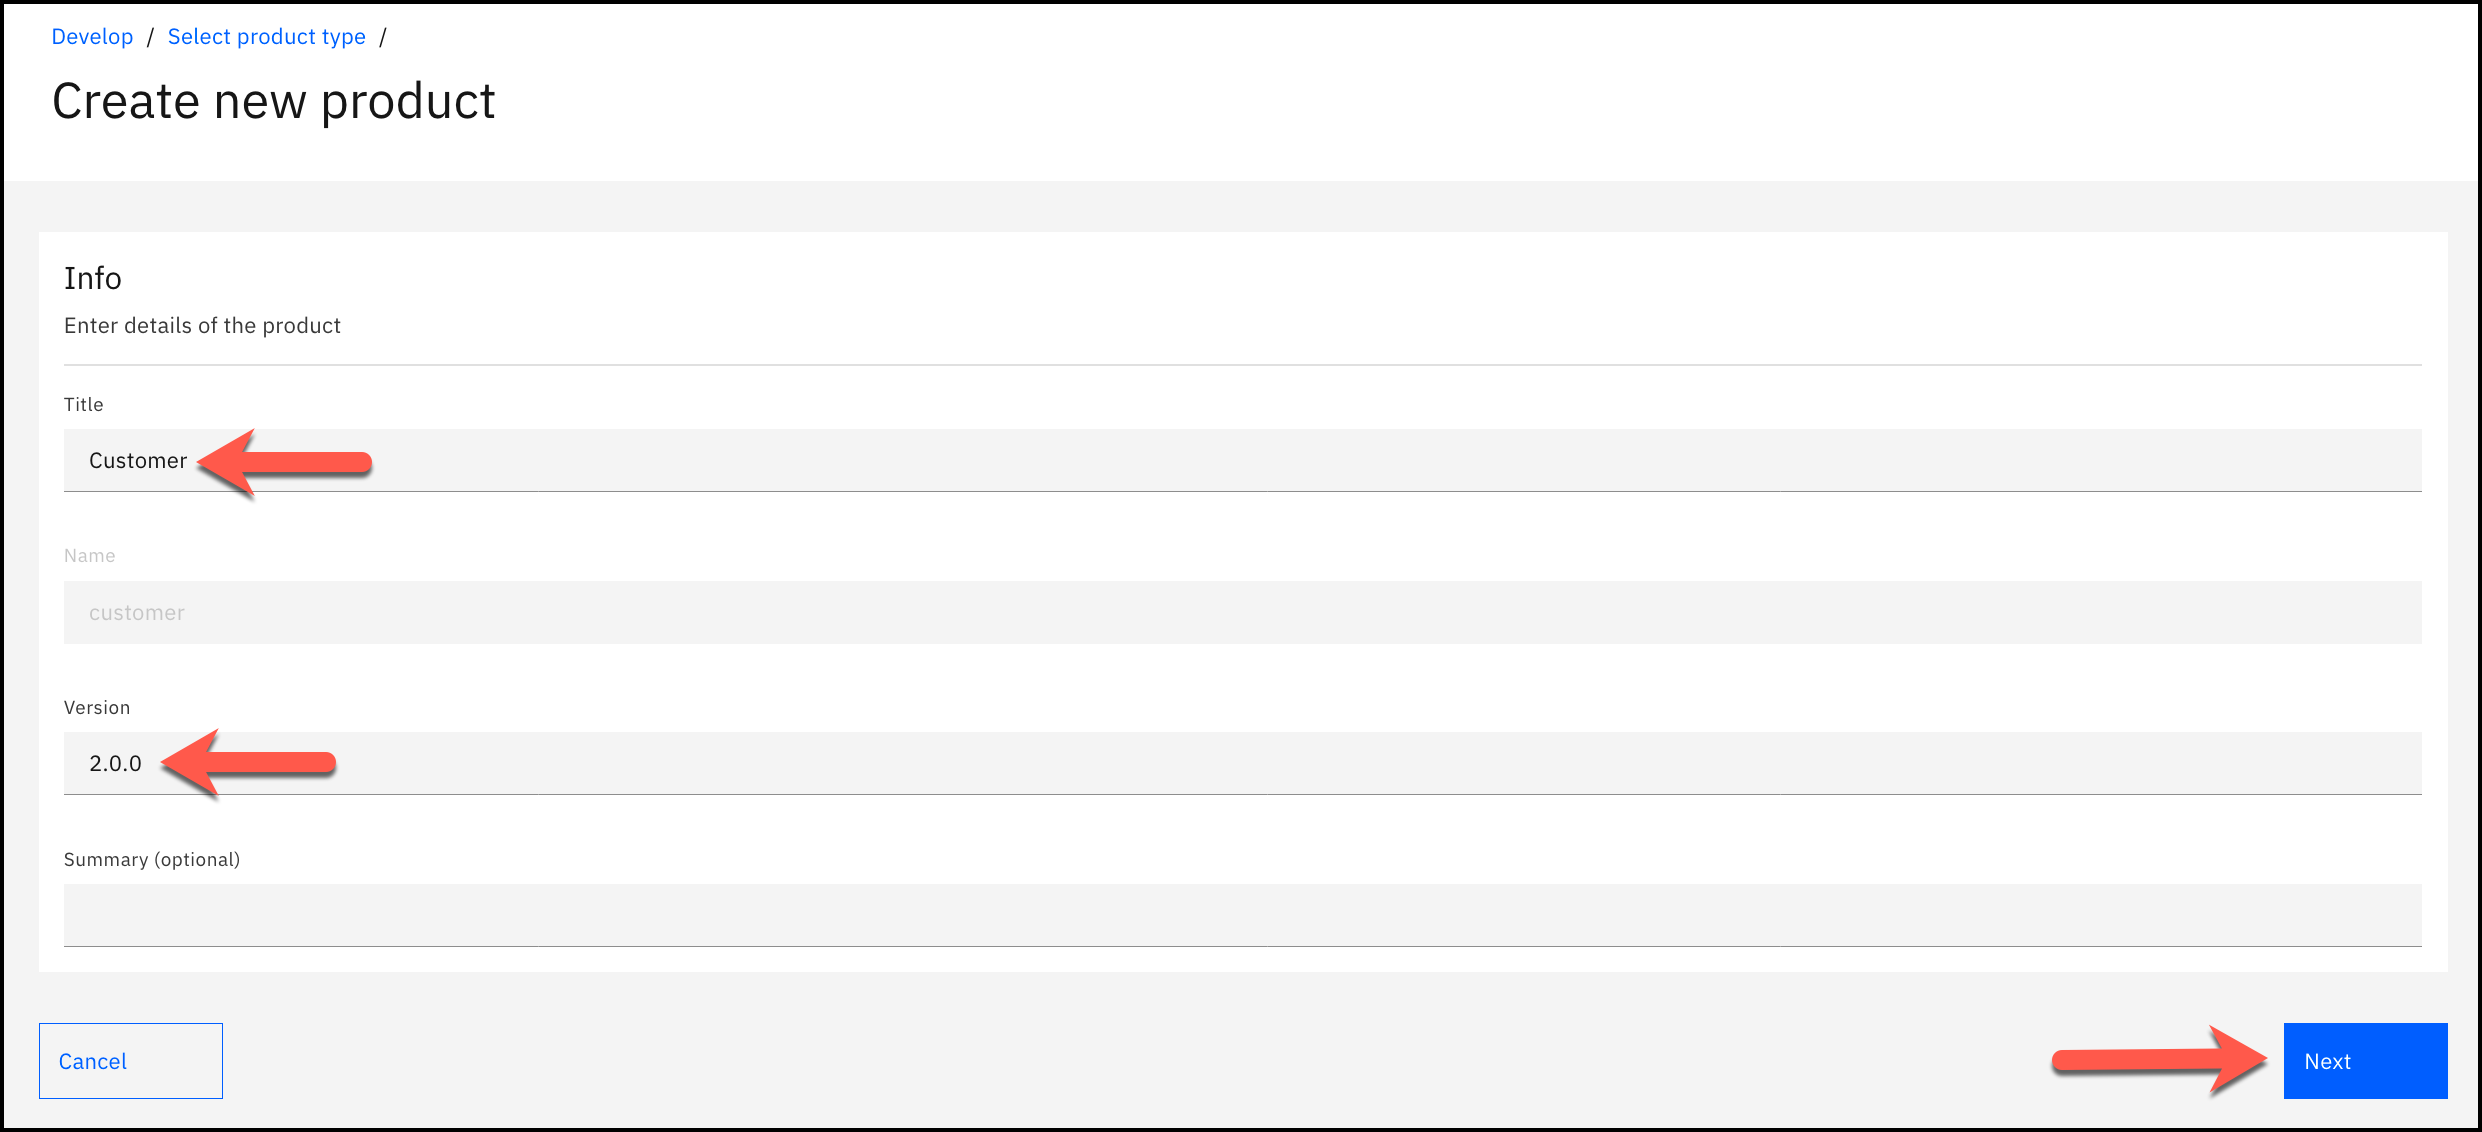 Develop / Select product type /
Create new product
Info
Enter details of the product
Title
Customer
Name
customer
Version
2.0.0
Summary (optional)
Cancel
Next